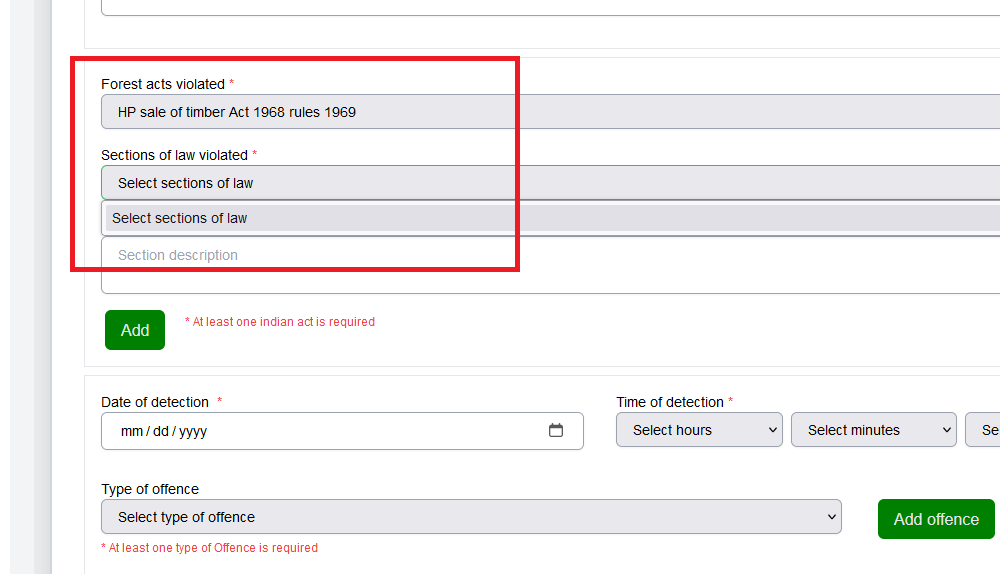 Forest acts violated *
HP sale of timber Act 1968 rules 1969
Sections of law violated *
Select sections of law
Select sections of law
Section description
Add * At least one indian act is required
Date of detection * Time of detection *
mm / dd / yyyy Select hours Select minutes Se
Type of offence
Select type of offence Add offence
* At least one type of Offence is required